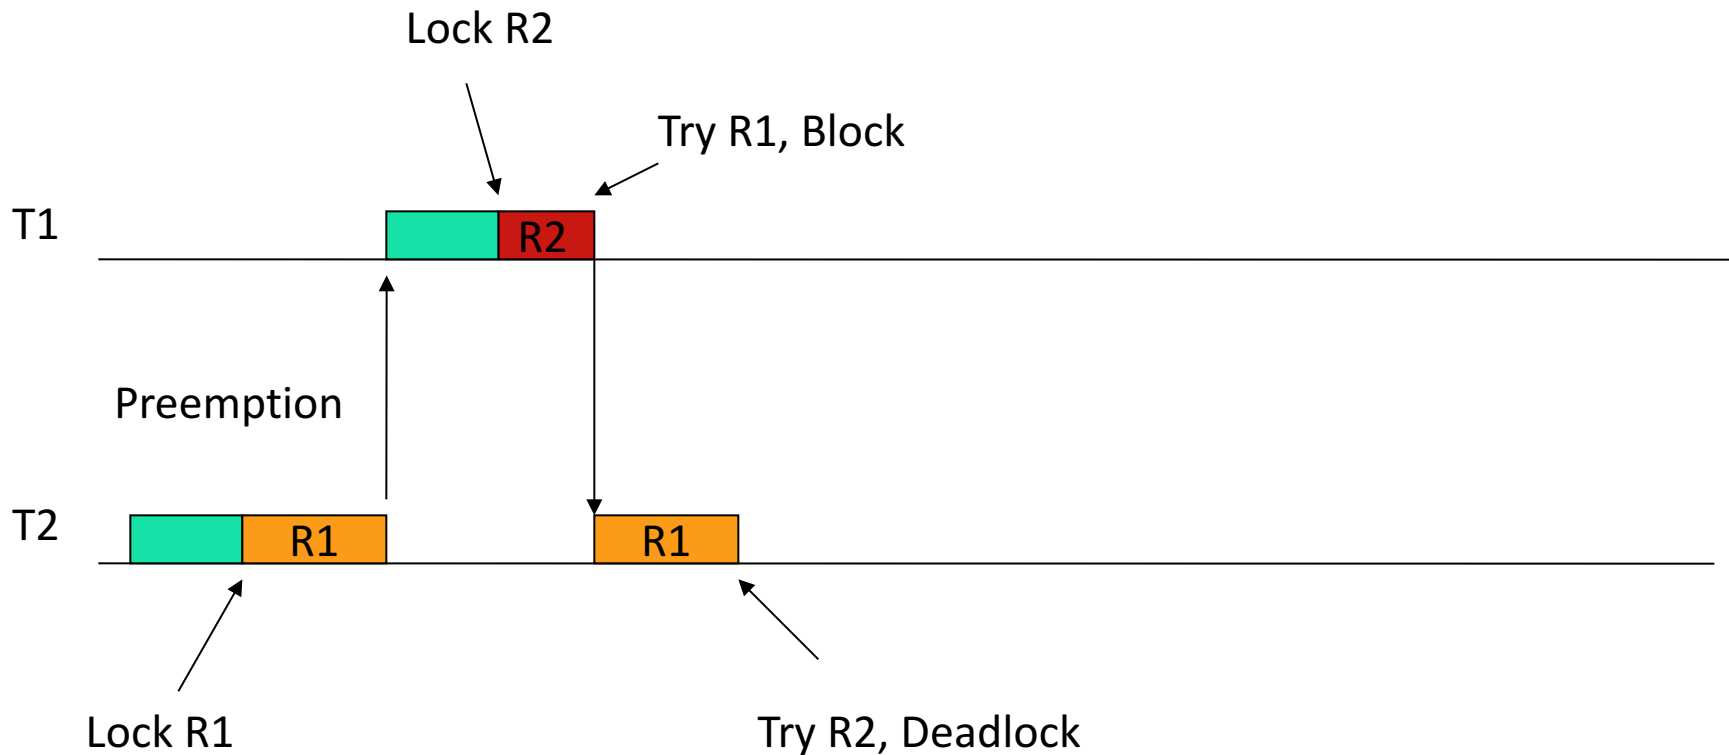 Lock R2
Try R1, Block
T1
R2
Preemption
T2
R1
R1
Lock R1
Try R2, Deadlock